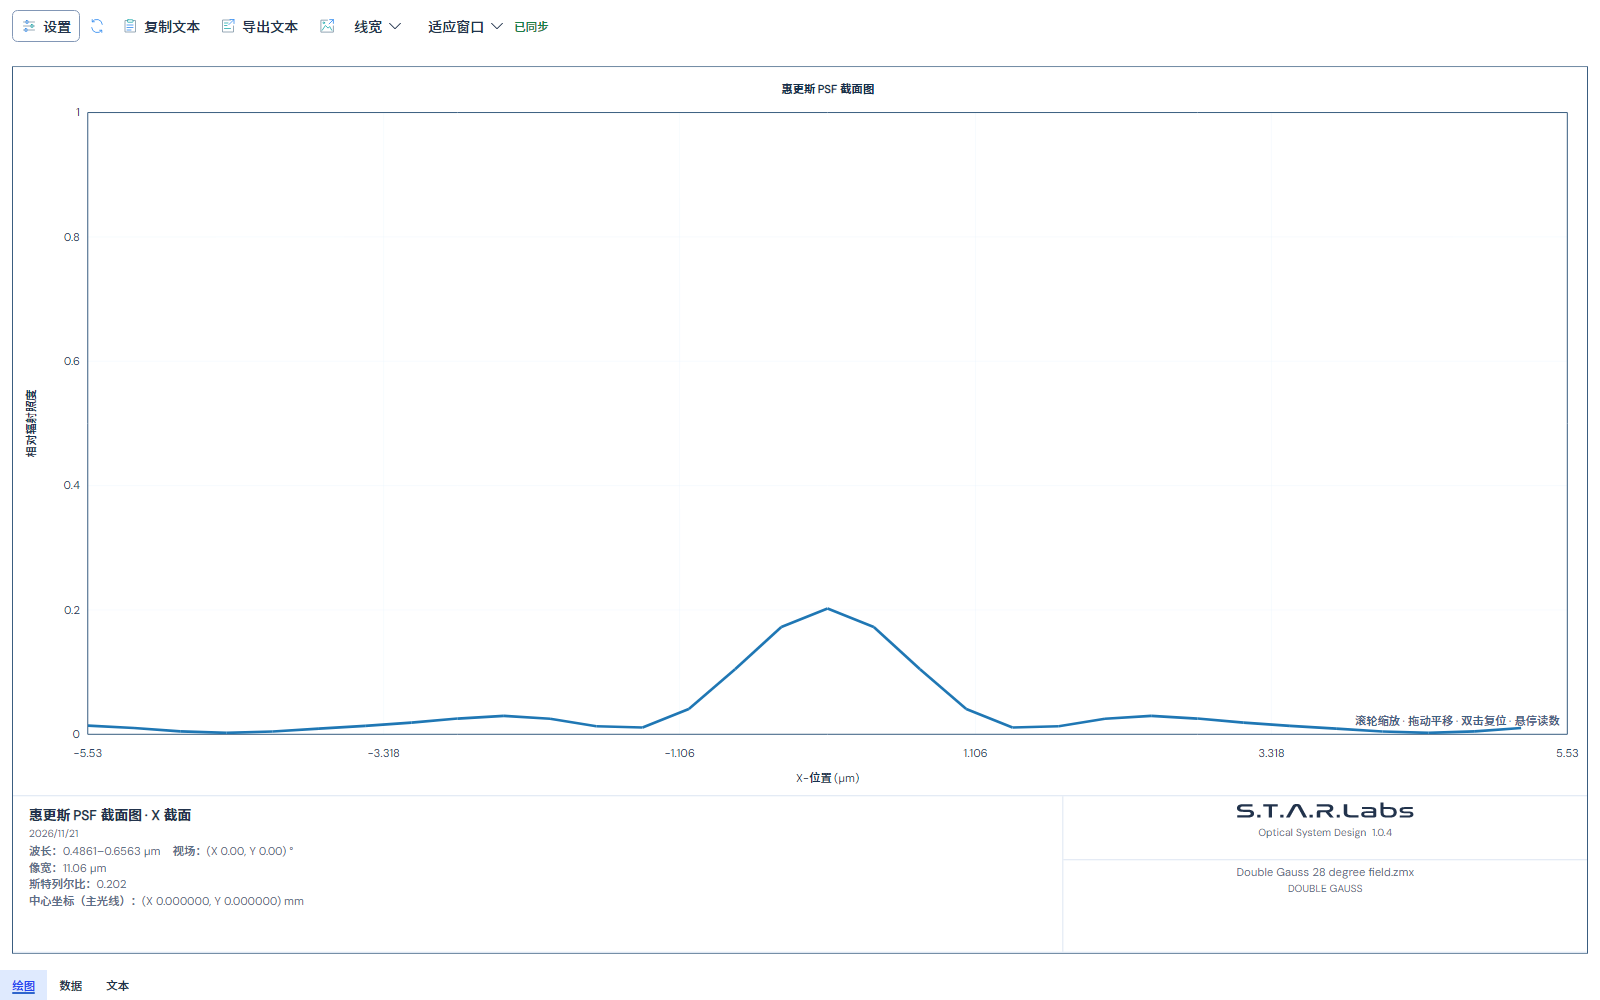 设置 复制文本 导出文本 线宽 适应窗口 已同步
惠更斯 PSF 截面图
1
0.8
0.6
0.4
0.2
0
相对辐射照度
滚轮缩放 · 拖动平移 · 双击复位 · 悬停读数
-5.53 -3.318 -1.106 1.106 3.318 5.53
X-位置 (µm)
惠更斯 PSF 截面图 · X 截面
2026/11/21
波长：0.4861–0.6563 µm 视场：(X 0.00, Y 0.00) °
像宽：11.06 µm
斯特列尔比：0.202
中心坐标（主光线）：(X 0.000000, Y 0.000000) mm
S.T.A.R.Labs
Optical System Design 1.0.4
Double Gauss 28 degree field.zmx
DOUBLE GAUSS
绘图 数据 文本